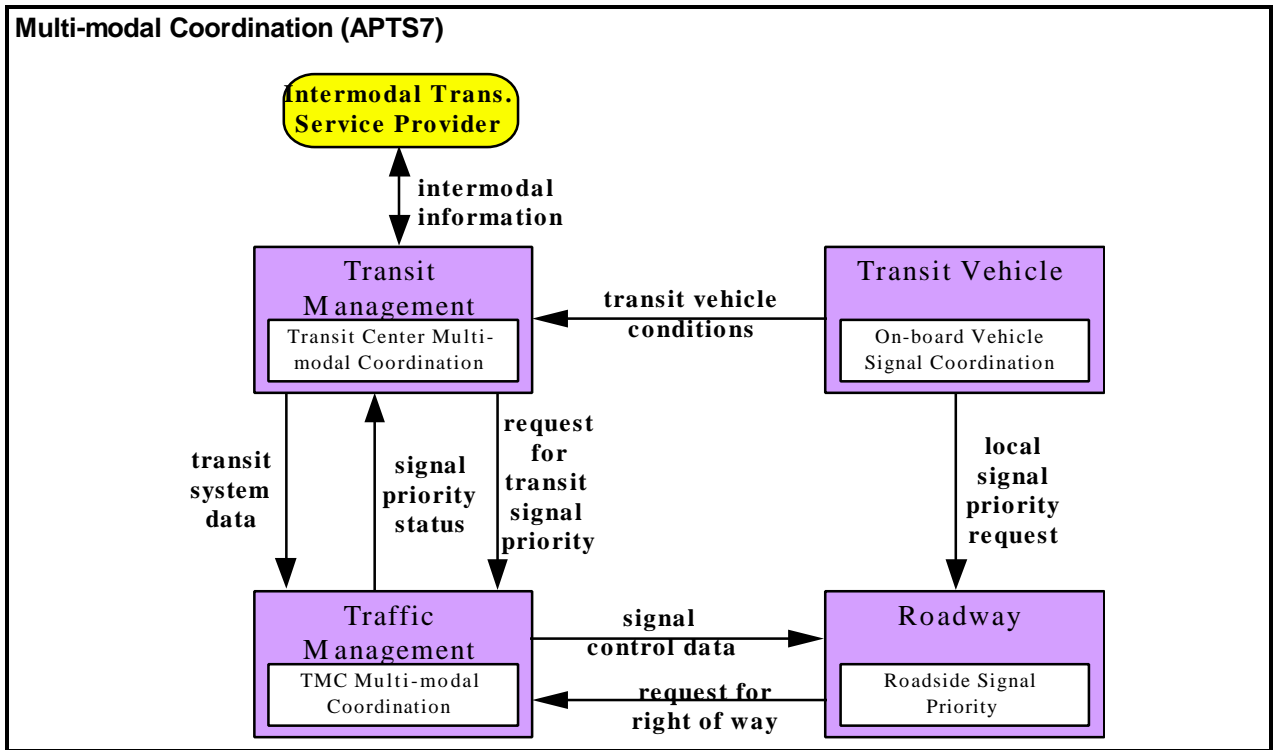 Multi-modal Coordination (APTS7)
Intermodal Trans.
Service Provider
intermodal
information
Transit
Management
Transit Center Multi-
modal Coordination
transit vehicle
conditions
Transit Vehicle
On-board Vehicle
Signal Coordination
transit
system
data
signal
priority
status
request
for
transit
signal
priority
local
signal
priority
request
Traffic
Management
TMC Multi-modal
Coordination
signal
control data
request for
right of way
Roadway
Roadside Signal
Priority